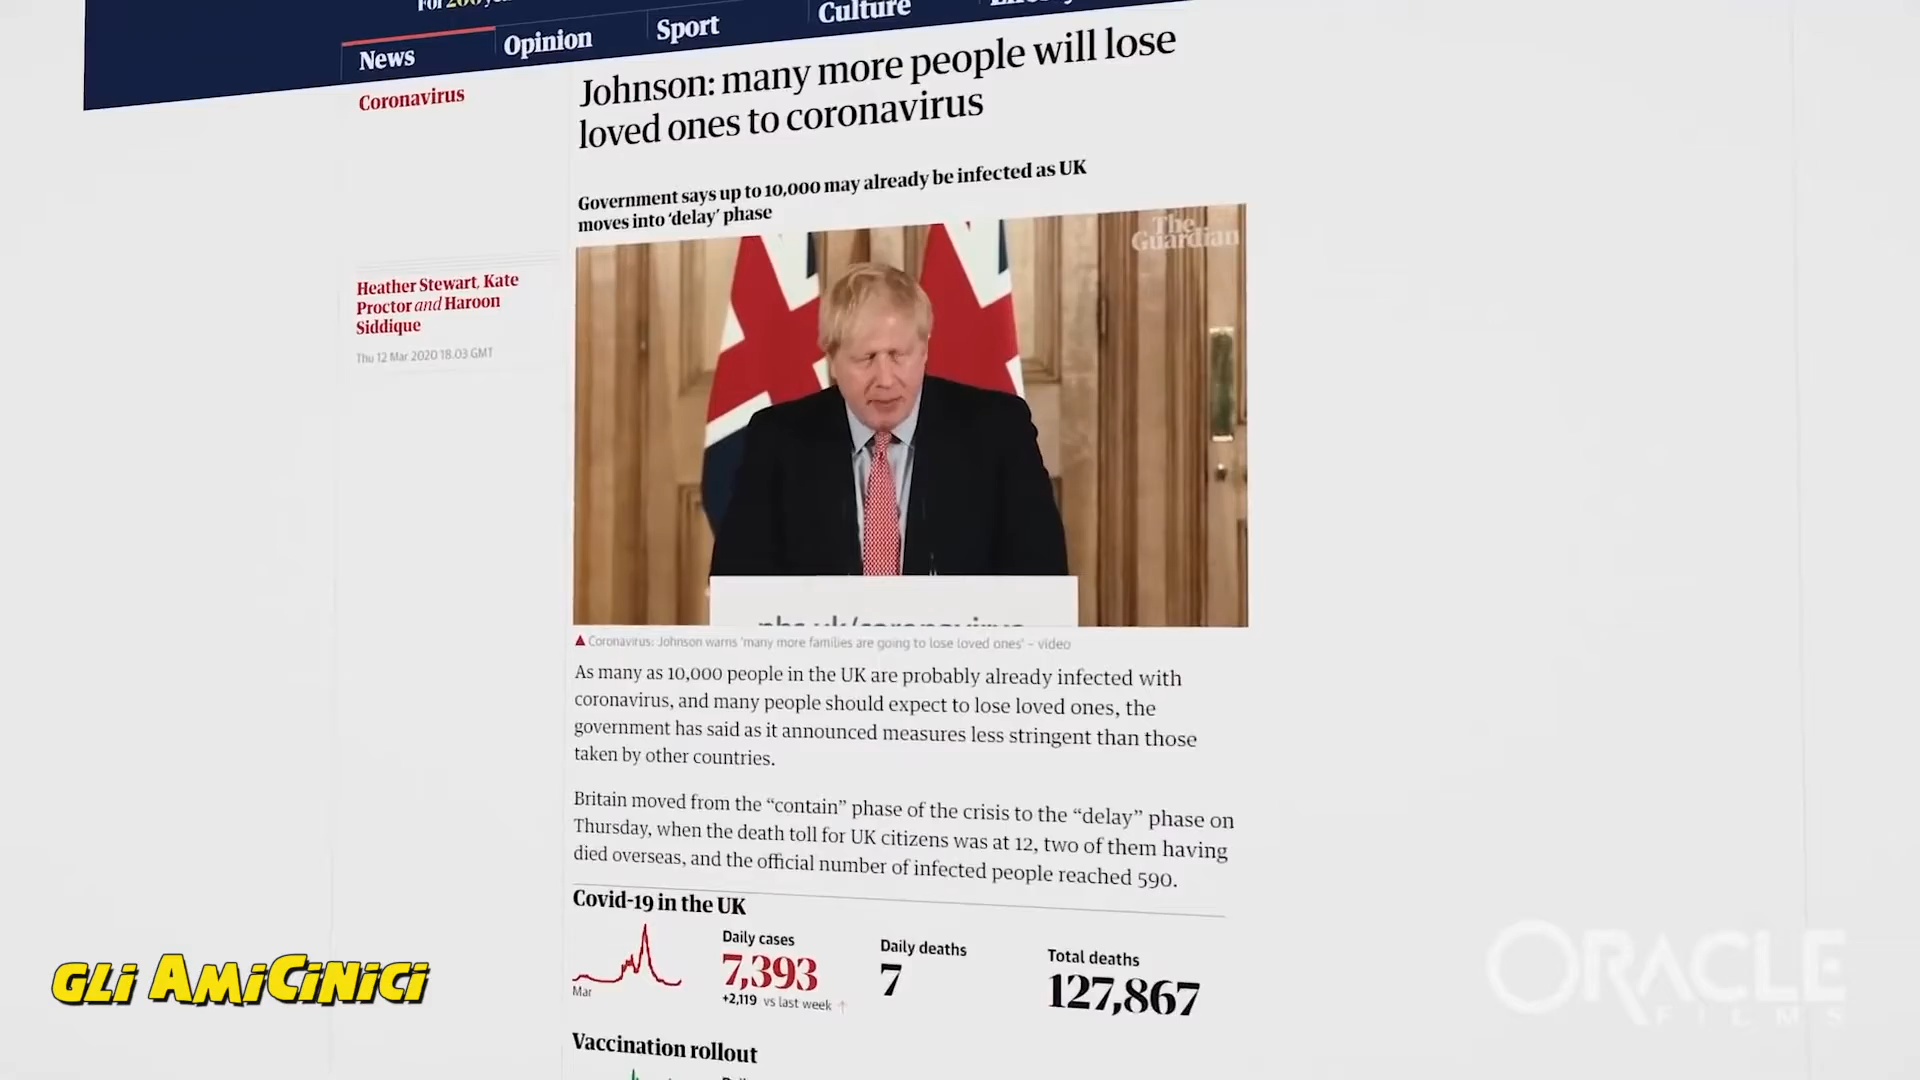 For 200
News
Opinion
Sport
Culture
Coronavirus
Johnson: many more people will lose
loved ones to coronavirus
Government says up to 10,000 may already be infected as UK
moves into ‘delay’ phase
Heather Stewart, Kate
Proctor and Haroon
Siddique
Thu 12 Mar 2020 18.03 GMT
The
Guardian
Coronavirus: Johnson warns ‘many more families are going to lose loved ones’ – video
As many as 10,000 people in the UK are probably already infected with
coronavirus, and many people should expect to lose loved ones, the
government has said as it announced measures less stringent than those
taken by other countries.
Britain moved from the “contain” phase of the crisis to the “delay” phase on
Thursday, when the death toll for UK citizens was at 12, two of them having
died overseas, and the official number of infected people reached 590.
Covid-19 in the UK
Mar
Daily cases
7,393
+2,119 vs last week
Daily deaths
7
Total deaths
127,867
Vaccination rollout
GLi AMiCiNiCi
ORACLE
FILMS